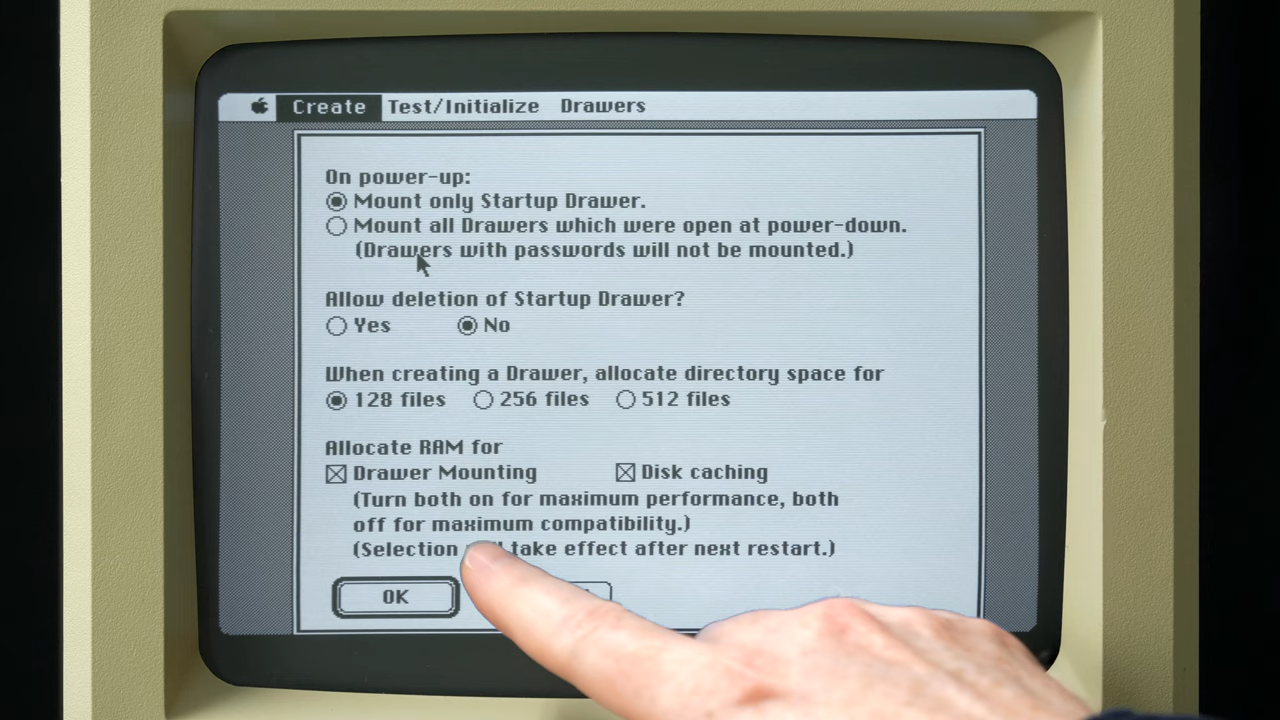 Create Test/Initialize Drawers
On power-up:
Mount only Startup Drawer.
Mount all Drawers which were open at power-down.
(Drawers with passwords will not be mounted.)
Allow deletion of Startup Drawer?
Yes No
When creating a Drawer, allocate directory space for
128 files 256 files 512 files
Allocate RAM for
Drawer Mounting Disk caching
(Turn both on for maximum performance, both
off for maximum compatibility.)
(Selection take effect after next restart.)
OK